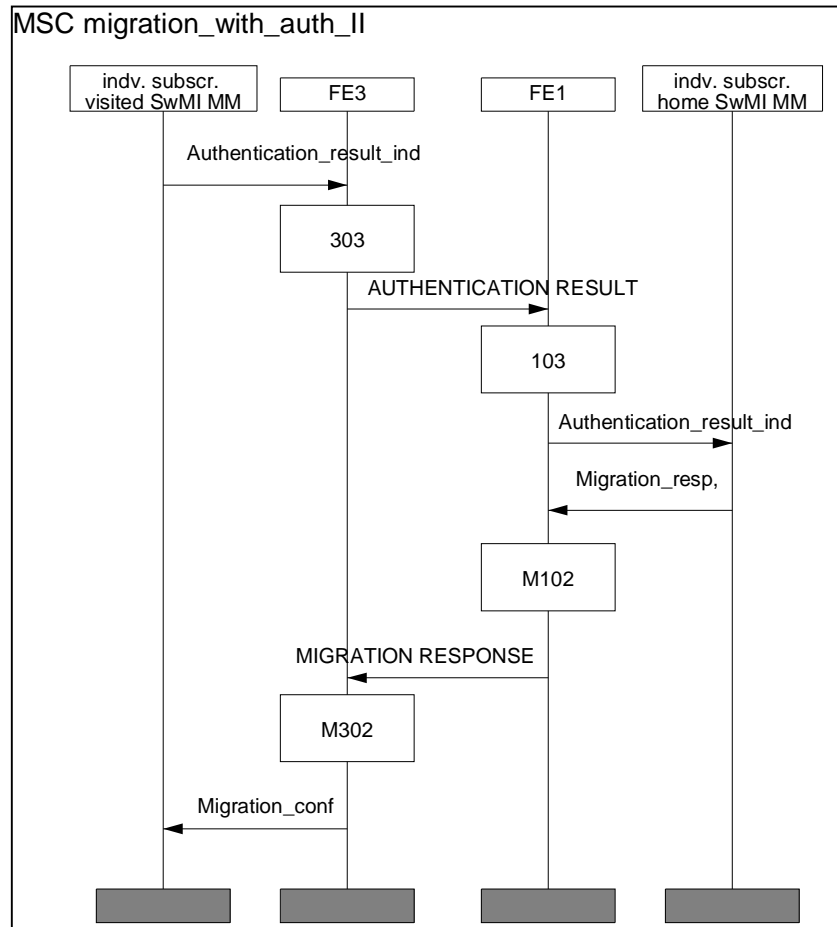 MSC migration_with_auth_II
indv. subscr.
visited SwMI MM
FE3
FE1
indv. subscr.
home SwMI MM
Authentication_result_ind
303
AUTHENTICATION RESULT
103
Authentication_result_ind
Migration_resp,
M102
MIGRATION RESPONSE
M302
Migration_conf